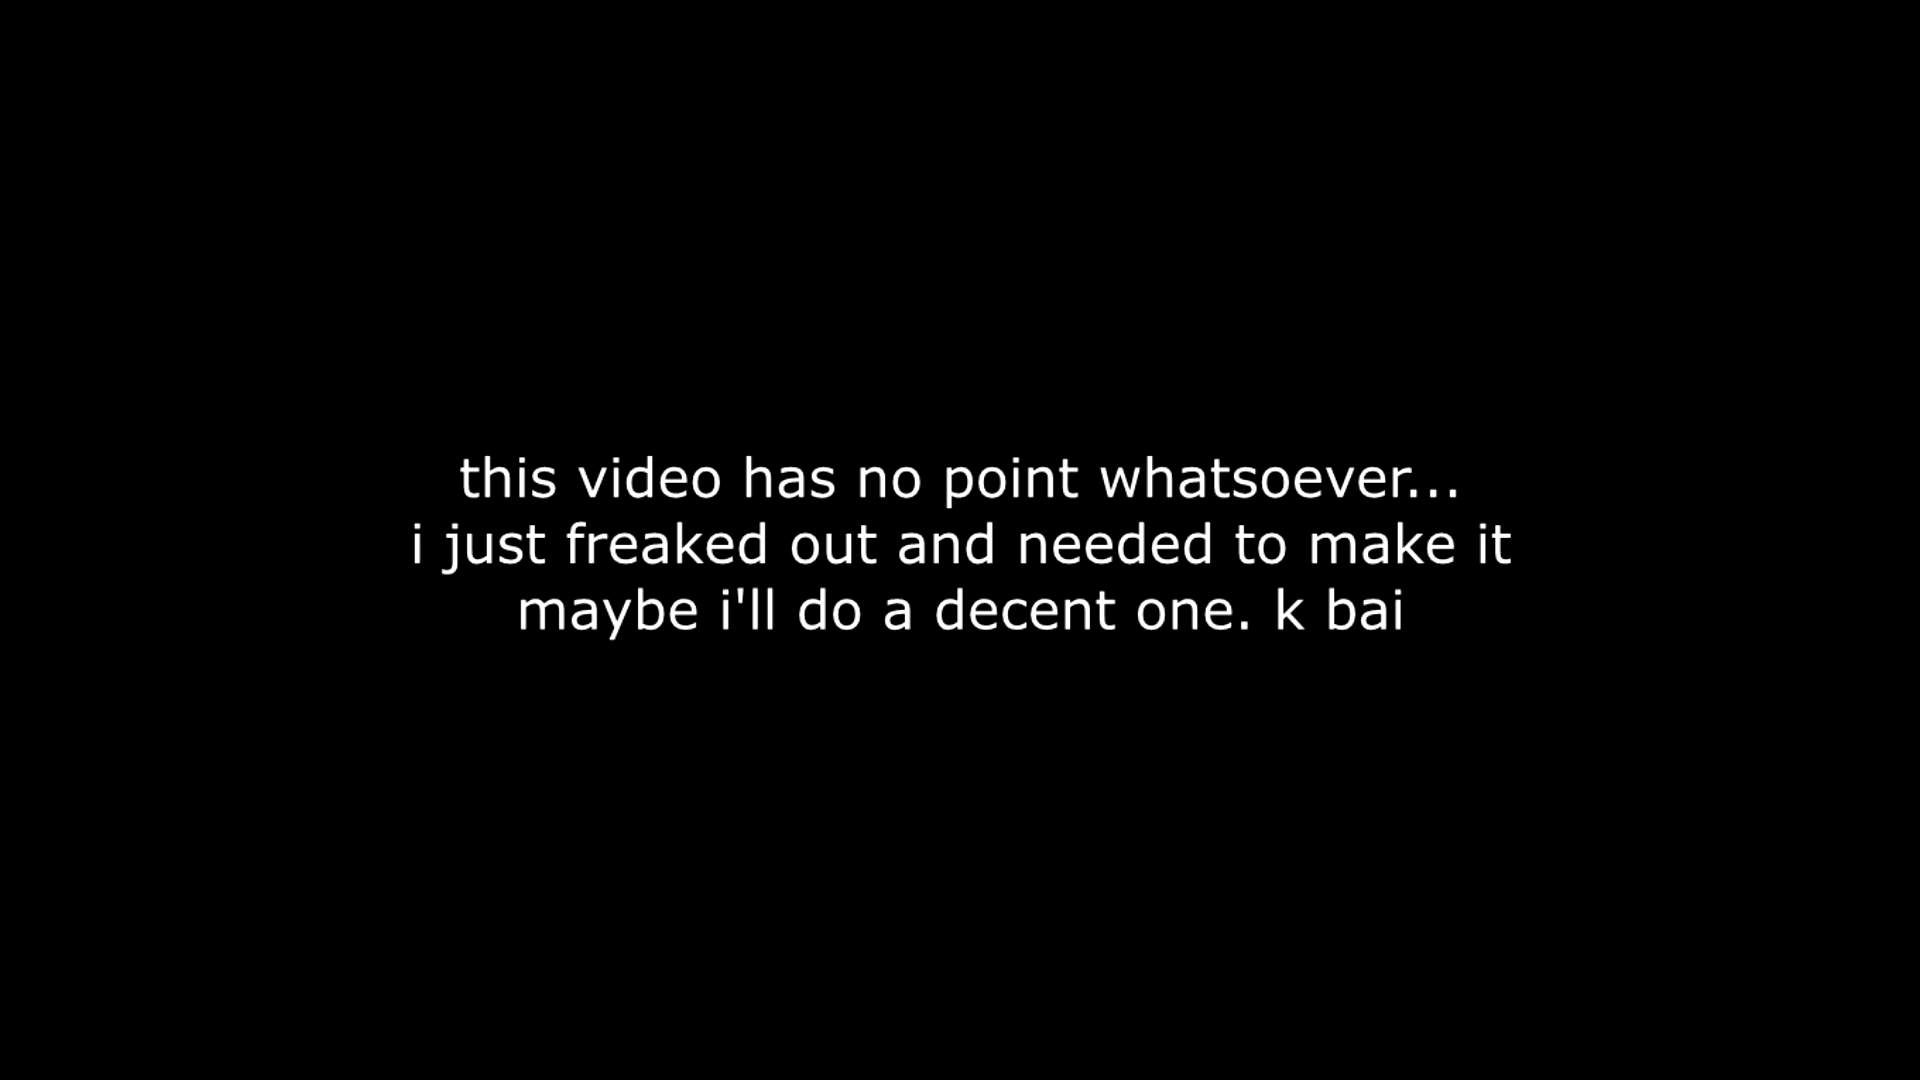 this video has no point whatsoever...
i just freaked out and needed to make it
maybe i'll do a decent one. k bai